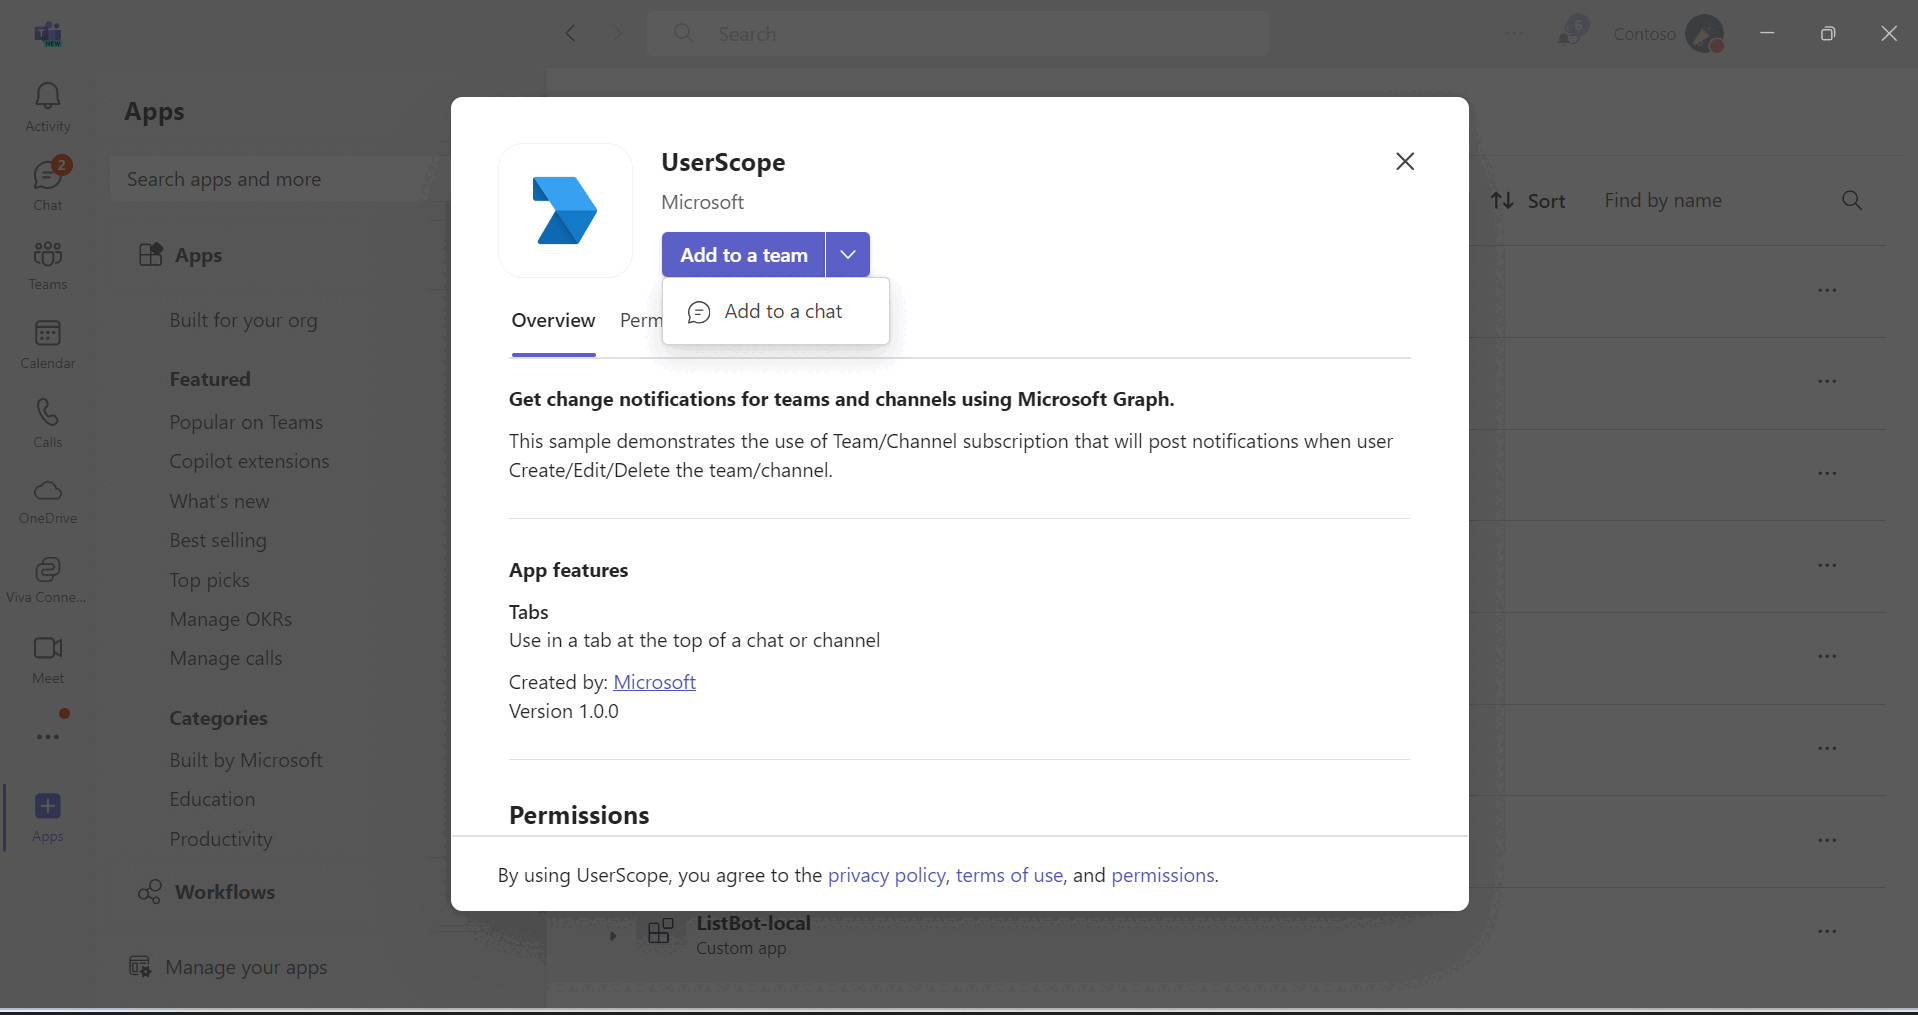 NEW
Search
6
Contoso
Activity
2
Chat
Teams
Calendar
Calls
OneDrive
Viva Conne...
Meet
Apps
Apps
Search apps and more
Apps
Built for your org
Featured
Popular on Teams
Copilot extensions
What's new
Best selling
Top picks
Manage OKRs
Manage calls
Categories
Built by Microsoft
Education
Productivity
Workflows
Manage your apps
UserScope
Microsoft
Add to a team
Add to a chat
Overview
Perm
Get change notifications for teams and channels using Microsoft Graph.
This sample demonstrates the use of Team/Channel subscription that will post notifications when user
Create/Edit/Delete the team/channel.
App features
Tabs
Use in a tab at the top of a chat or channel
Created by: Microsoft
Version 1.0.0
Permissions
By using UserScope, you agree to the privacy policy, terms of use, and permissions.
Sort
Find by name
ListBot-local
Custom app